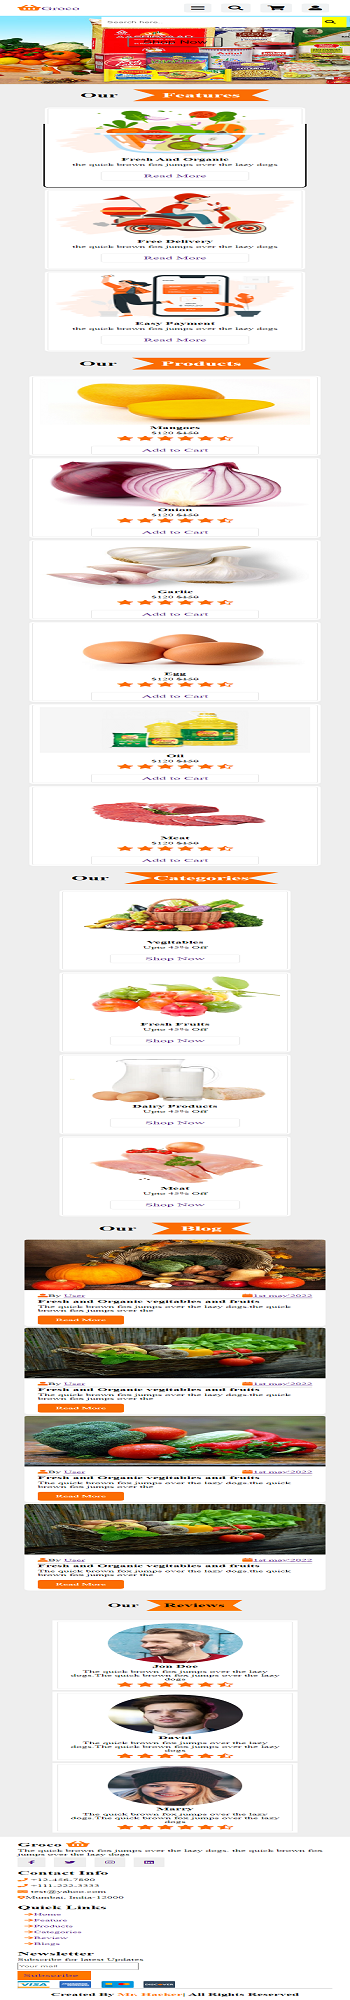 Groco
Search here...
Our Features
Fresh And Organic
the quick brown fox jumps over the lazy dogs
Read More
Free Delivery
the quick brown fox jumps over the lazy dogs
Read More
Easy Payment
the quick brown fox jumps over the lazy dogs
Read More
Our Products
Mangoes
$120 $150
Add to Cart
Onion
$120 $150
Add to Cart
Garlic
$120 $150
Add to Cart
Egg
$120 $150
Add to Cart
Oil
$120 $150
Add to Cart
Meat
$120 $150
Add to Cart
Our Categories
Vegitables
Upto 45% Off
Shop Now
Fresh Fruits
Upto 45% Off
Shop Now
Dairy Products
Upto 45% Off
Shop Now
Meat
Upto 45% Off
Shop Now
Our Blog
By User 1st may'2022
Fresh and Organic vegitables and fruits
The quick brown fox jumps over the lazy dogs.the quick
brown fox jumps over the
Read More
By User 1st may'2022
Fresh and Organic vegitables and fruits
The quick brown fox jumps over the lazy dogs.the quick
brown fox jumps over the
Read More
By User 1st may'2022
Fresh and Organic vegitables and fruits
The quick brown fox jumps over the lazy dogs.the quick
brown fox jumps over the
Read More
By User 1st may'2022
Fresh and Organic vegitables and fruits
The quick brown fox jumps over the lazy dogs.the quick
brown fox jumps over the
Read More
Our Reviews
Jon Doe
The quick brown fox jumps over the lazy
dogs.The quick brown fox jumps over the lazy
dogs
David
The quick brown fox jumps over the lazy
dogs.The quick brown fox jumps over the lazy
dogs
Marry
The quick brown fox jumps over the lazy
dogs.The quick brown fox jumps over the lazy
dogs
Groco
The quick brown fox jumps over the lazy dogs. the quick brown fox
jumps over the lazy dogs
Contact Info
+12-456-7890
+111-222-3333
test@yahoo.com
Mumbai, India-12000
Quick Links
Home
Feature
Products
Categories
Review
Blogs
Newsletter
Subscribe for latest Updates
Your mail
Subscribe
VISA
Created By Mr. Hacker| All Rights Reserved